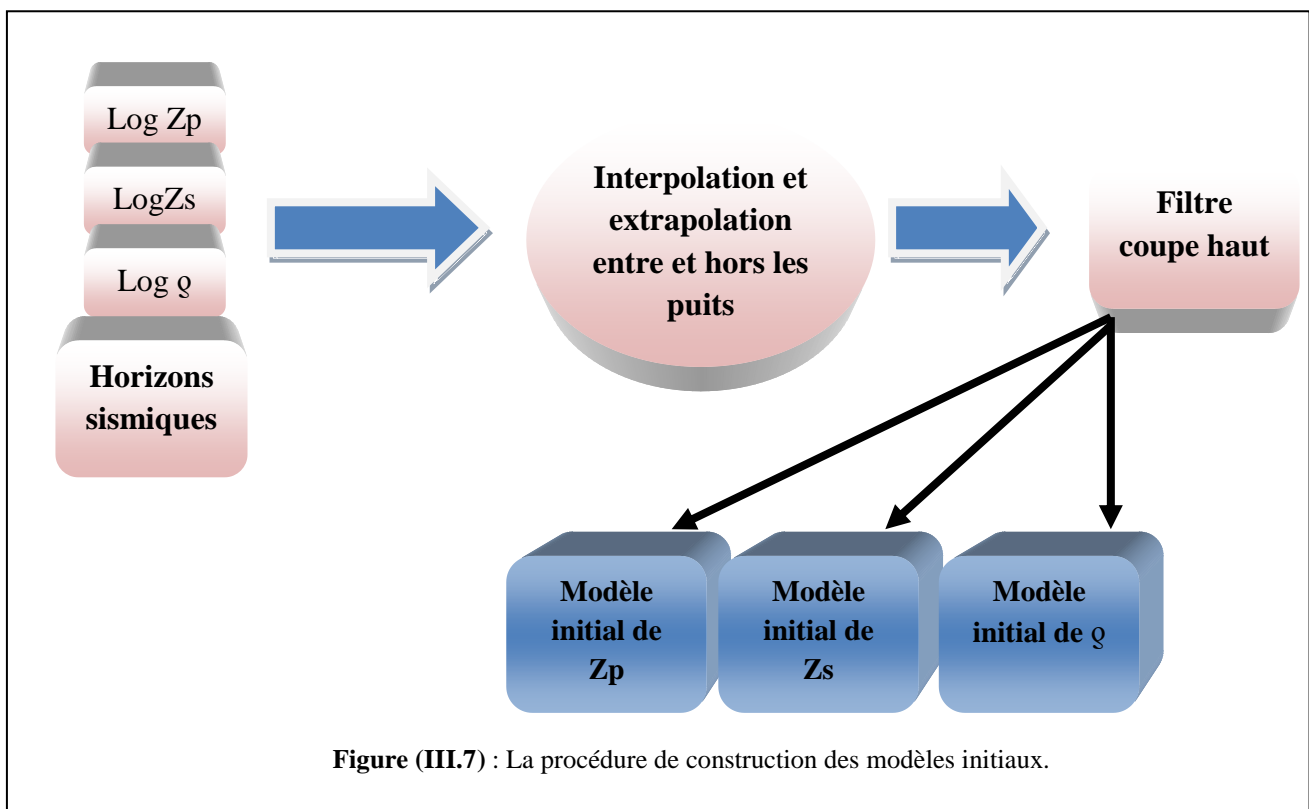 Log Zp
LogZs
Log ϱ
Horizons
sismiques
Interpolation et
extrapolation
entre et hors les
puits
Filtre
coupe haut
Modèle
initial de
Zp
Modèle
initial de
Zs
Modèle
initial de ϱ
Figure (III.7) : La procédure de construction des modèles initiaux.